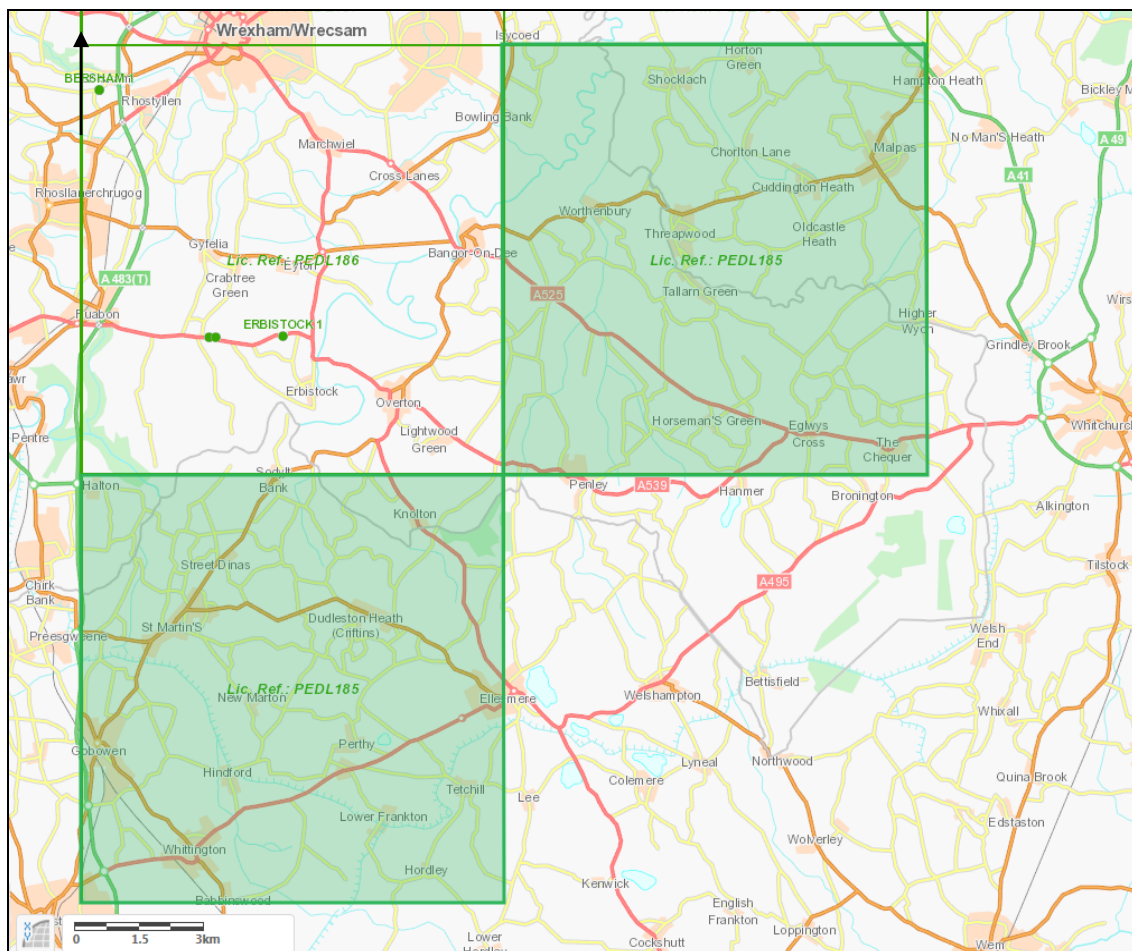 Wrexham/Wrecsam
Isycoed
Horton
Green
Shocklach
Hampton Heath
BERSHAM 1
Rhostyllen
Bickley M
Bowling Bank
No Man'S Heath
A 49
Marchwiel
Chorlton Lane
Malpas
Cross Lanes
A41
Rhosllanerchrugog
Cuddington Heath
Worthenbury
Threapwood
Oldcastle
Heath
Gyfelia
Bangor-On-Dee
Lic. Ref.: PEDL186
Eyton
Lic. Ref.: PEDL185
A 483(T)
Crabtree
Green
A525
Tallarn Green
Ruabon
ERBISTOCK 1
Higher
Wych
Grindley Brook
Erbistock
Overton
Pentre
Lightwood
Green
Horseman'S Green
Eglwys
Cross
The
Chequer
Whitchurch
Halton
Sodylt
Bank
Penley
A539
Hanmer
Bronington
Alkington
Knolton
Street Dinas
Tilstock
Chirk
Bank
A495
Preesgweene
St Martin'S
Dudleston Heath
(Criftins)
Welsh
End
Lic. Ref.: PEDL185
New Marton
Ellesmere
Welshampton
Bettisfield
Whixall
Gobowen
Perthy
Hindford
Lyneal
Northwood
Colemere
Quina Brook
Tetchill
Lee
Lower Frankton
Edstaston
Whittington
Wolverley
Hordley
Babbinswood
Kenwick
English
Frankton
Loppington
Wem
Lower
Hordley
Cockshutt
0 1.5 3km